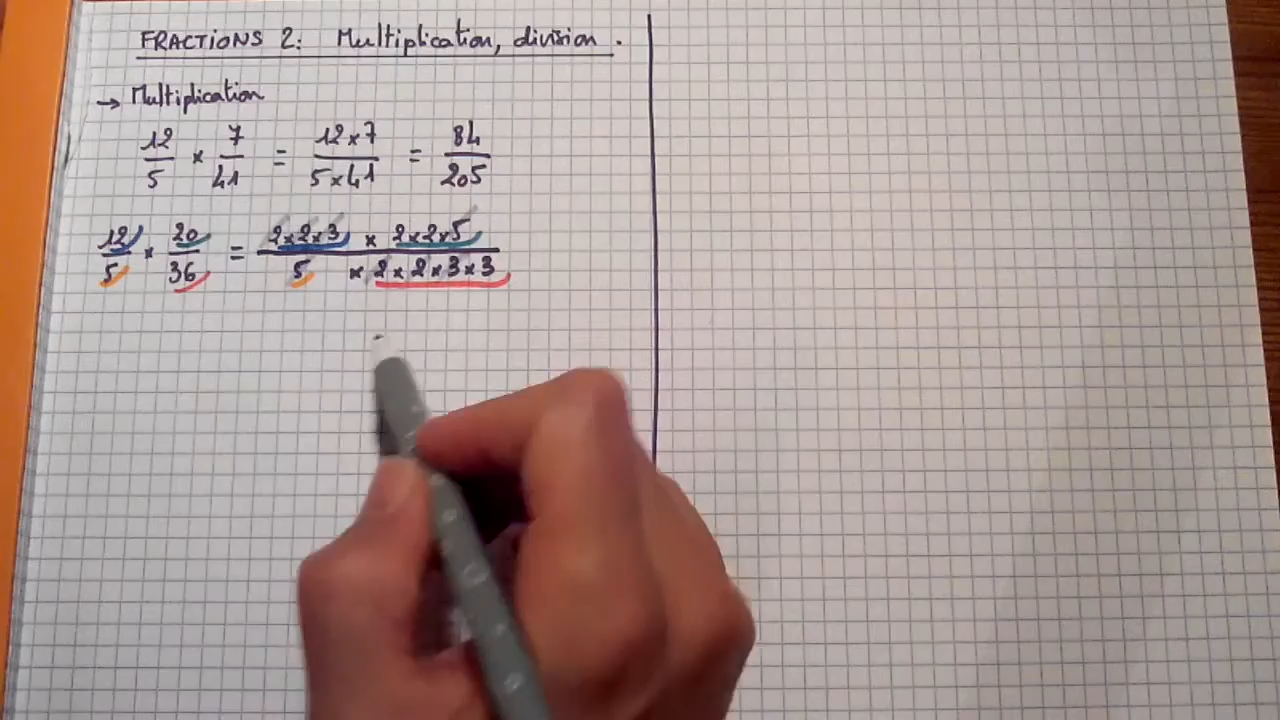 FRACTIONS 2: Multiplication, division.
→ Multiplication
12/5 × 7/41 = 12×7/5×41 = 84/205
12/5 × 20/36 = 2×2×3 × 2×2×5/5 × 2×2×3×3